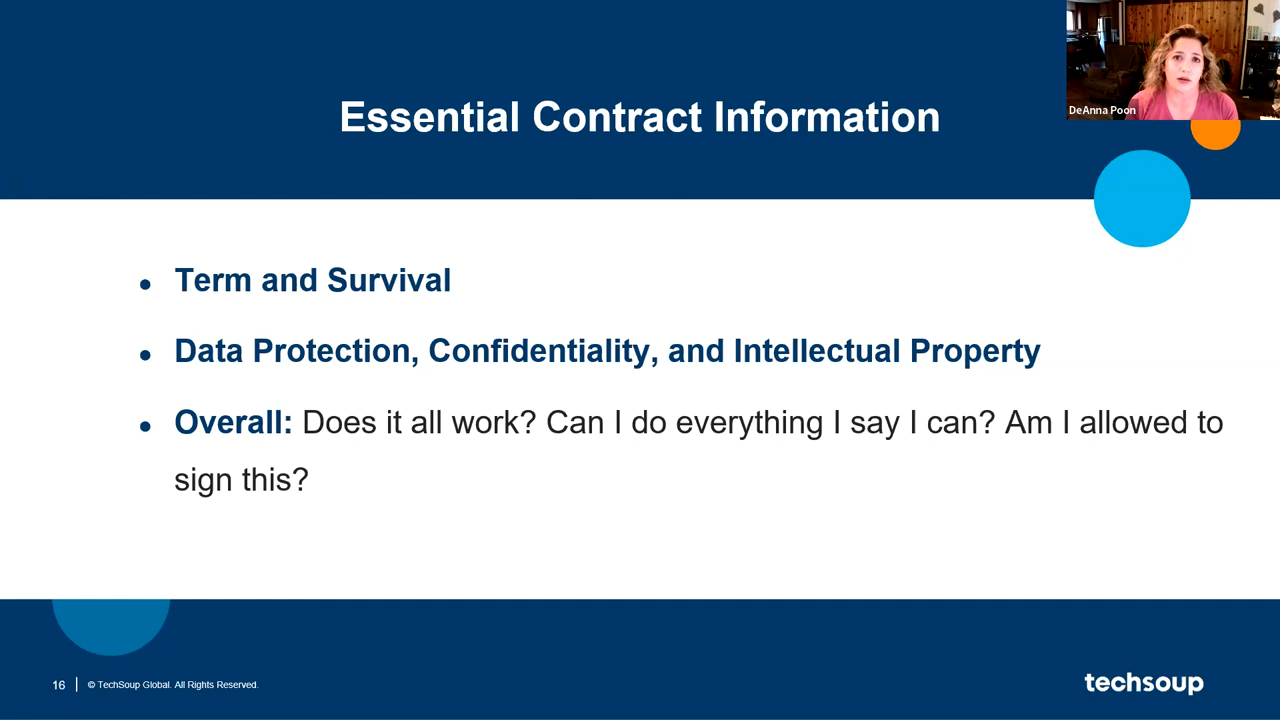 DeAnna Poon
Essential Contract Information
• Term and Survival
• Data Protection, Confidentiality, and Intellectual Property
• Overall: Does it all work? Can I do everything I say I can? Am I allowed to
sign this?
16 | © TechSoup Global. All Rights Reserved.
techsoup